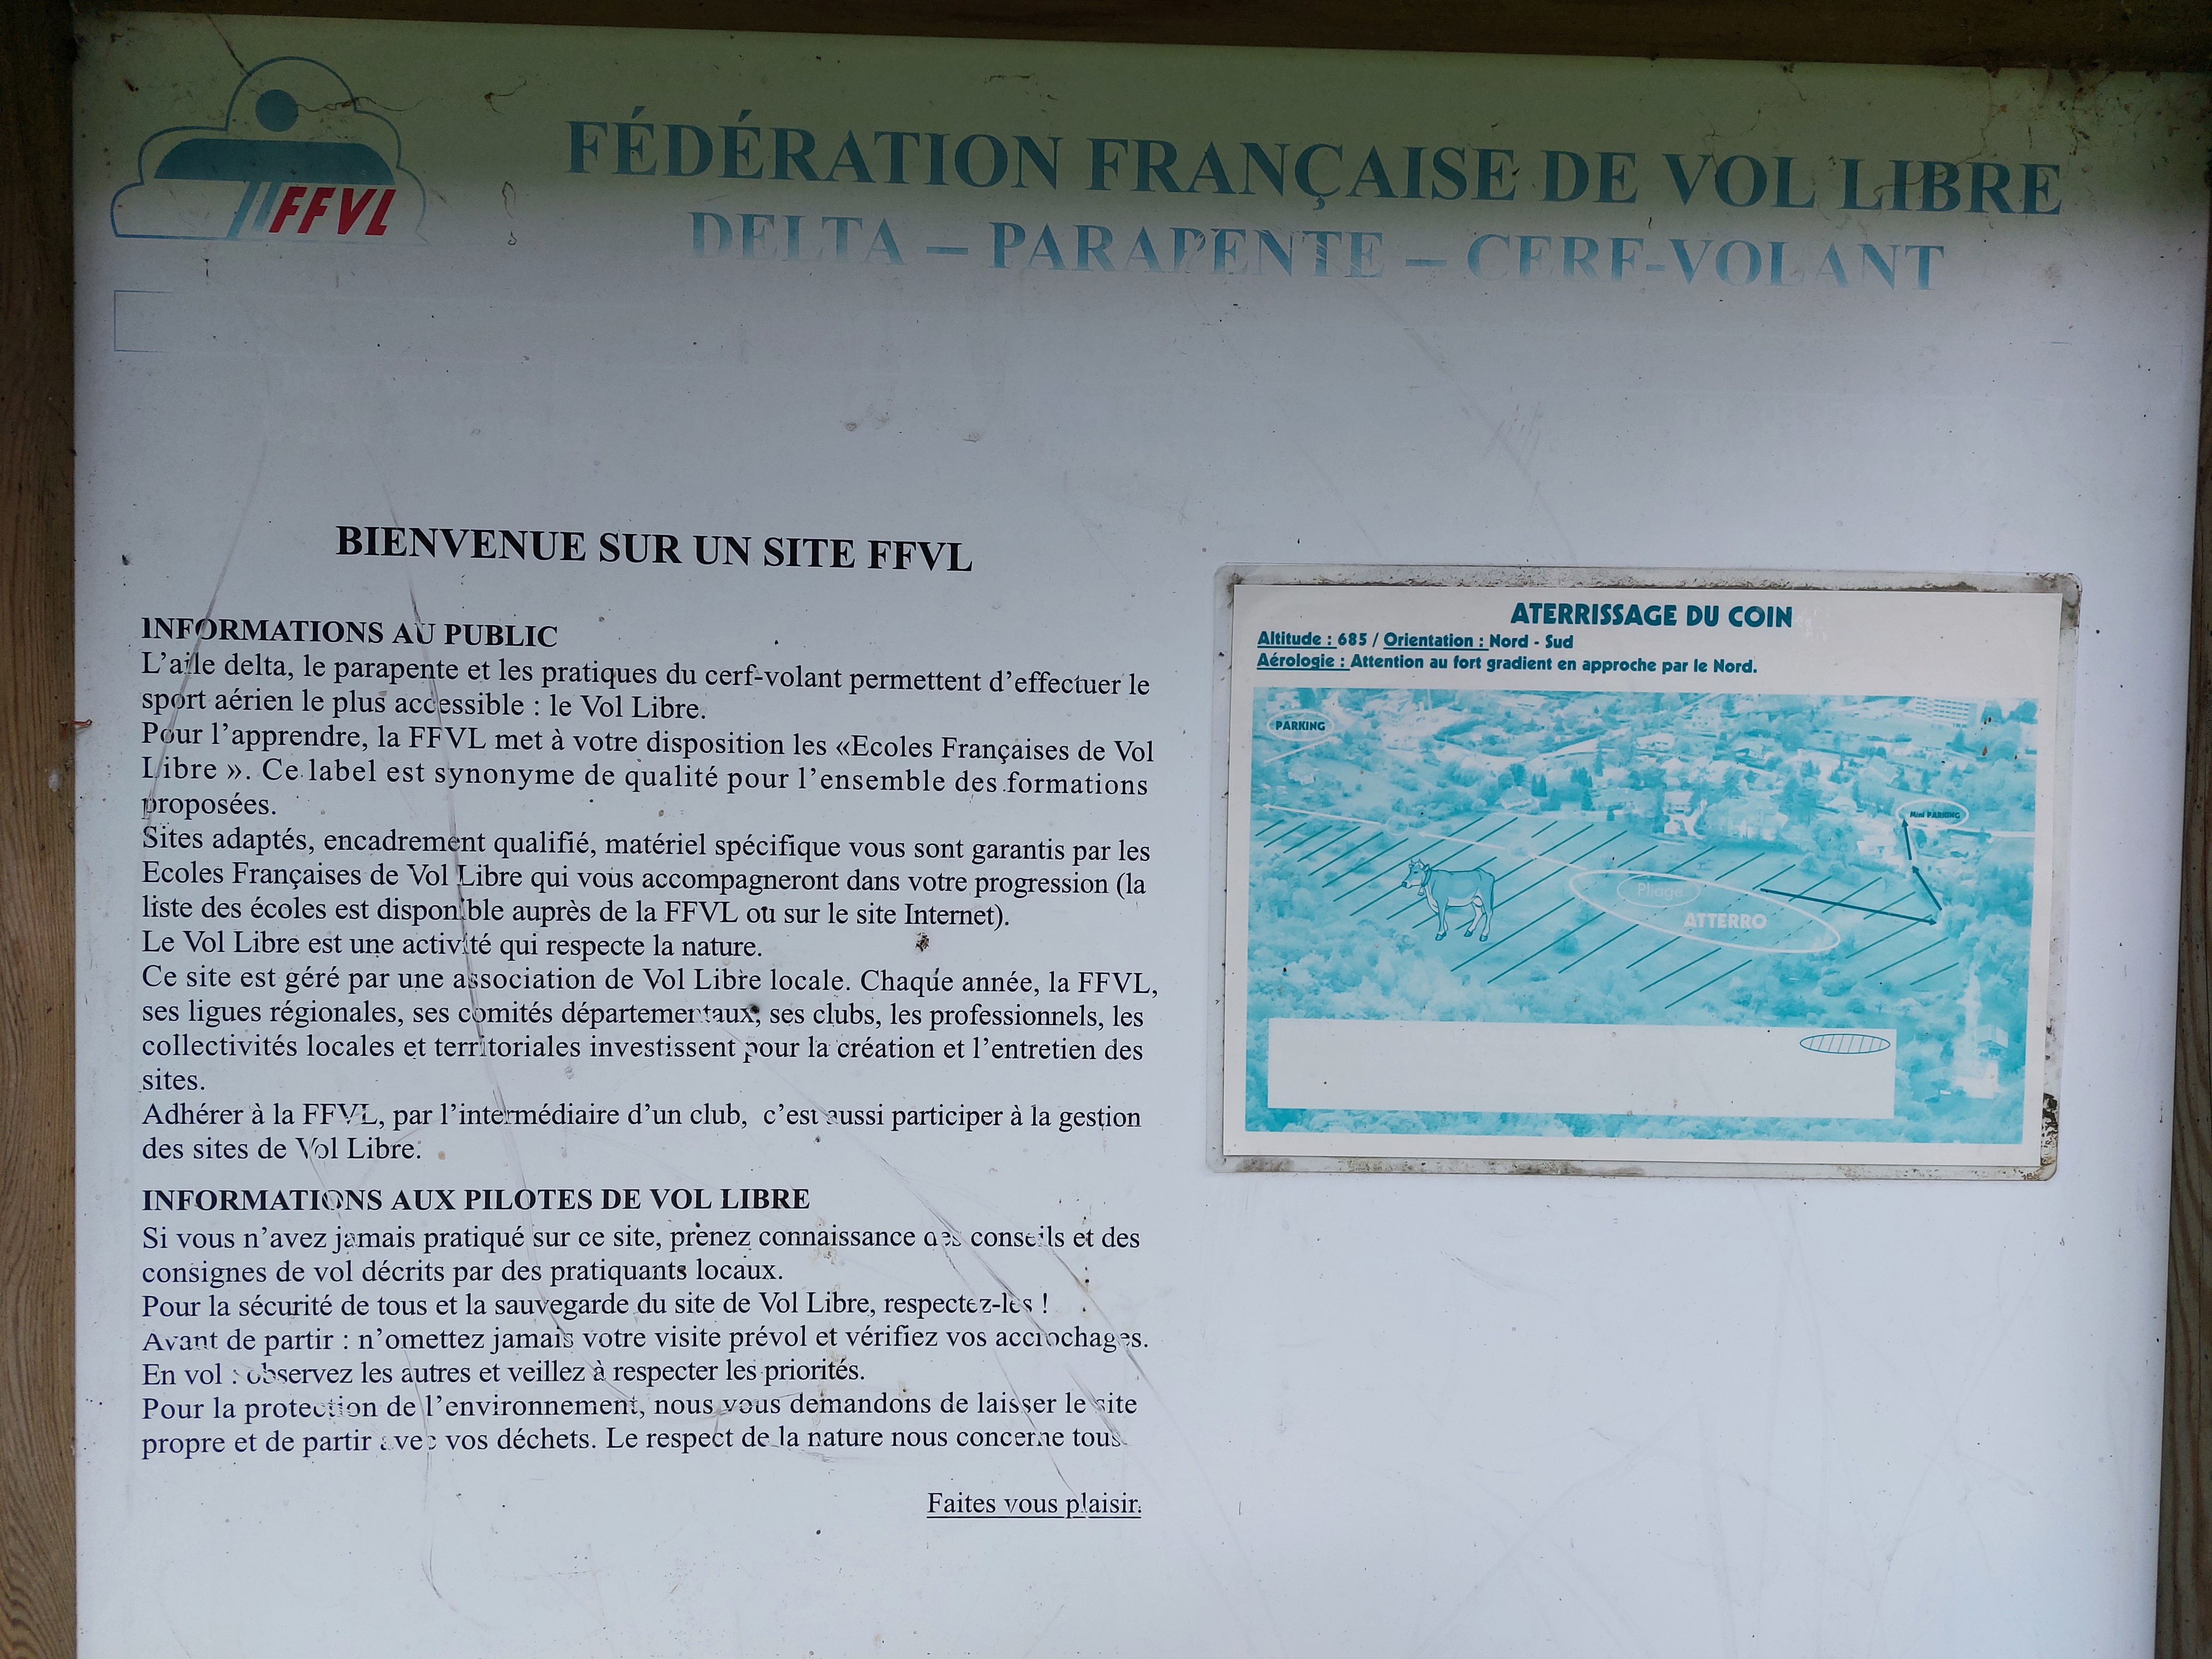 FFVL
FÉDÉRATION FRANÇAISE DE VOL LIBRE
DELTA – PARAPENTE – CERF-VOLANT
BIENVENUE SUR UN SITE FFVL
INFORMATIONS AU PUBLIC
L'aile delta, le parapente et les pratiques du cerf-volant permettent d'effectuer le
sport aérien le plus accessible : le Vol Libre.
Pour l'apprendre, la FFVL met à votre disposition les «Ecoles Françaises de Vol
Libre ». Ce label est synonyme de qualité pour l'ensemble des formations
proposées.
Sites adaptés, encadrement qualifié, matériel spécifique vous sont garantis par les
Ecoles Françaises de Vol Libre qui vous accompagneront dans votre progression (la
liste des écoles est disponible auprès de la FFVL ou sur le site Internet).
Le Vol Libre est une activité qui respecte la nature.
Ce site est géré par une association de Vol Libre locale. Chaque année, la FFVL,
ses ligues régionales, ses comités départementaux, ses clubs, les professionnels, les
collectivités locales et territoriales investissent pour la création et l'entretien des
sites.
Adhérer à la FFVL, par l'intermédiaire d'un club, c'est aussi participer à la gestion
des sites de Vol Libre.
INFORMATIONS AUX PILOTES DE VOL LIBRE
Si vous n'avez jamais pratiqué sur ce site, prenez connaissance des conseils et des
consignes de vol décrits par des pratiquants locaux.
Pour la sécurité de tous et la sauvegarde du site de Vol Libre, respectez-les !
Avant de partir : n'omettez jamais votre visite prévol et vérifiez vos accrochages.
En vol : observez les autres et veillez à respecter les priorités.
Pour la protection de l'environnement, nous vous demandons de laisser le site
propre et de partir avec vos déchets. Le respect de la nature nous concerne tous.
Faites vous plaisir.
ATERRISSAGE DU COIN
Altitude : 685 / Orientation : Nord - Sud
Aérologie : Attention au fort gradient en approche par le Nord.
PARKING
Mini PARKING
Pliage
ATTERRO